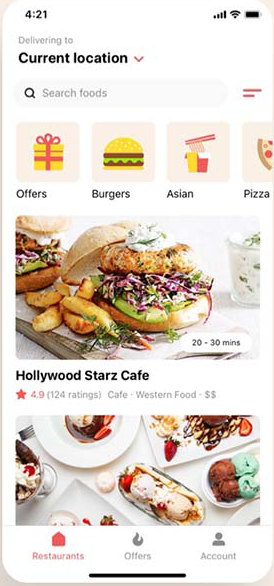 4:21
Delivering to
Current location
Search foods
Offers Burgers Asian Pizza
20 - 30 mins
Hollywood Starz Cafe
4.9 (124 ratings) Cafe · Western Food · $$
Restaurants Offers Account